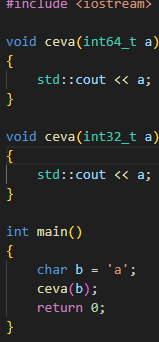 #include <iostream>
void ceva(int64_t a)
{
    std::cout << a;
}
void ceva(int32_t a)
{
    std::cout << a;
}
int main()
{
    char b = 'a';
    ceva(b);
    return 0;
}